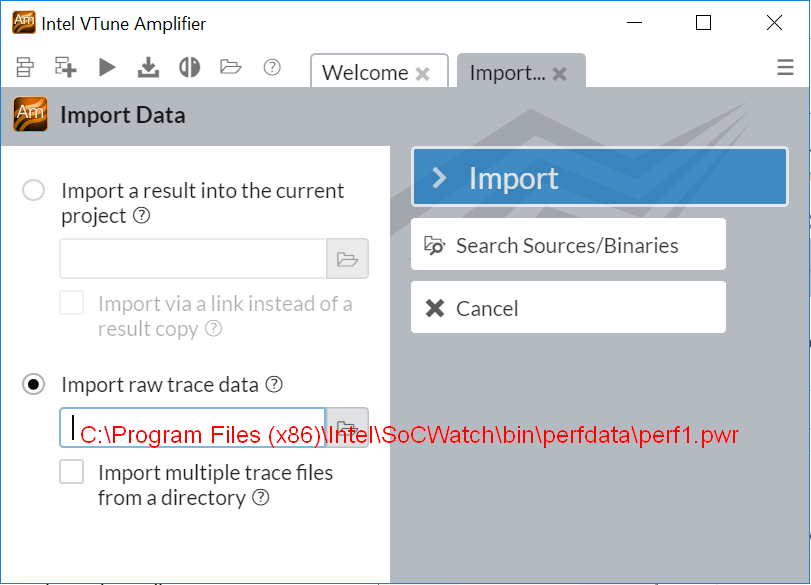 Am Intel VTune Amplifier
Welcome Import...
Am Import Data
Import a result into the current
project ?
Import via a link instead of a
result copy ?
Import raw trace data ?
C:\Program Files (x86)\Intel\SoCWatch\bin\perfdata\perf1.pwr
Import multiple trace files
from a directory ?
Import
Search Sources/Binaries
Cancel